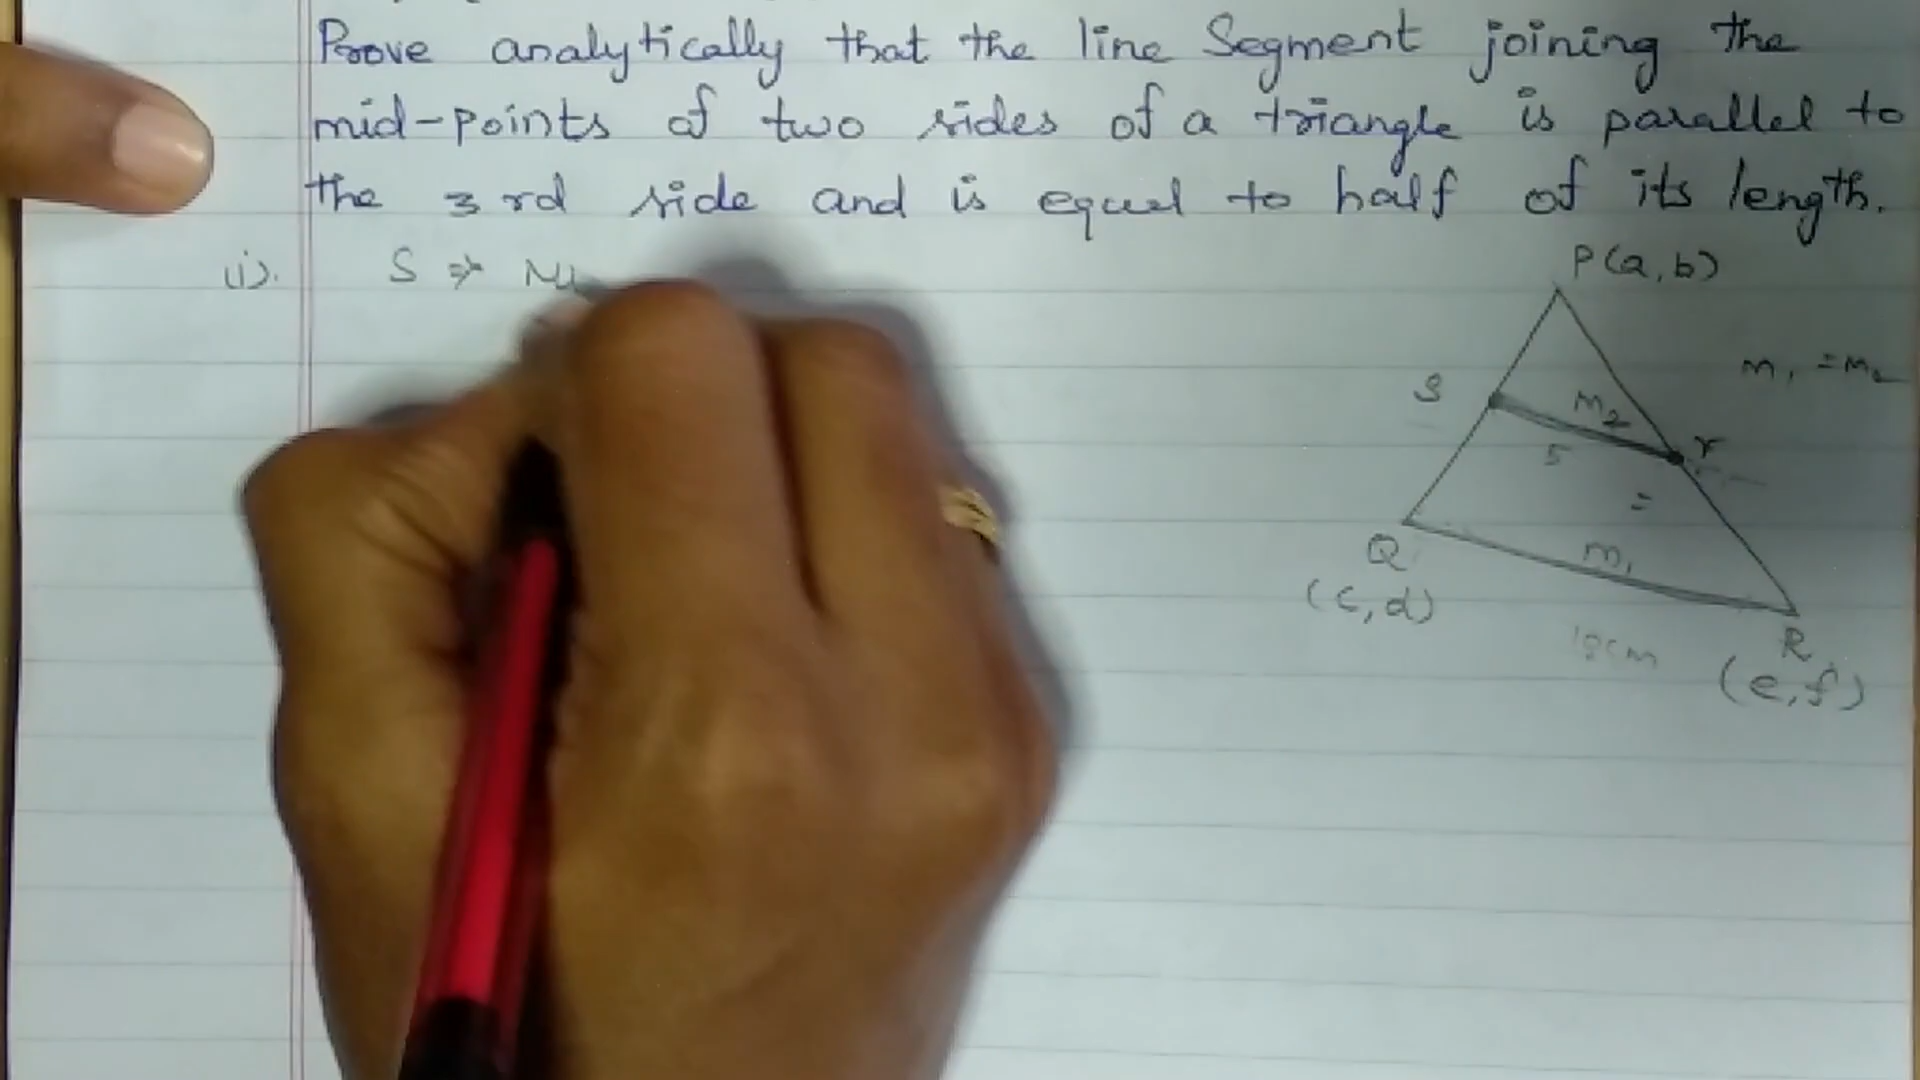 Prove analytically that the line Segment joining the
mid-points of two sides of a triangle is parallel to
the 3rd side and is equal to half of its length.
(i). S ⇒
P(a,b)
m₁ = m₂
S
m₂
5
=
Q
m₁
(c,d)
R
(e,f)